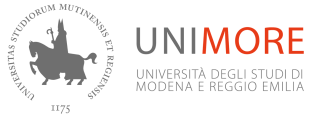 UNIVERSITAS STUDIORUM MUTINENSIS ET REGIENSIS
1175
UNIMORE
UNIVERSITÀ DEGLI STUDI DI
MODENA E REGGIO EMILIA